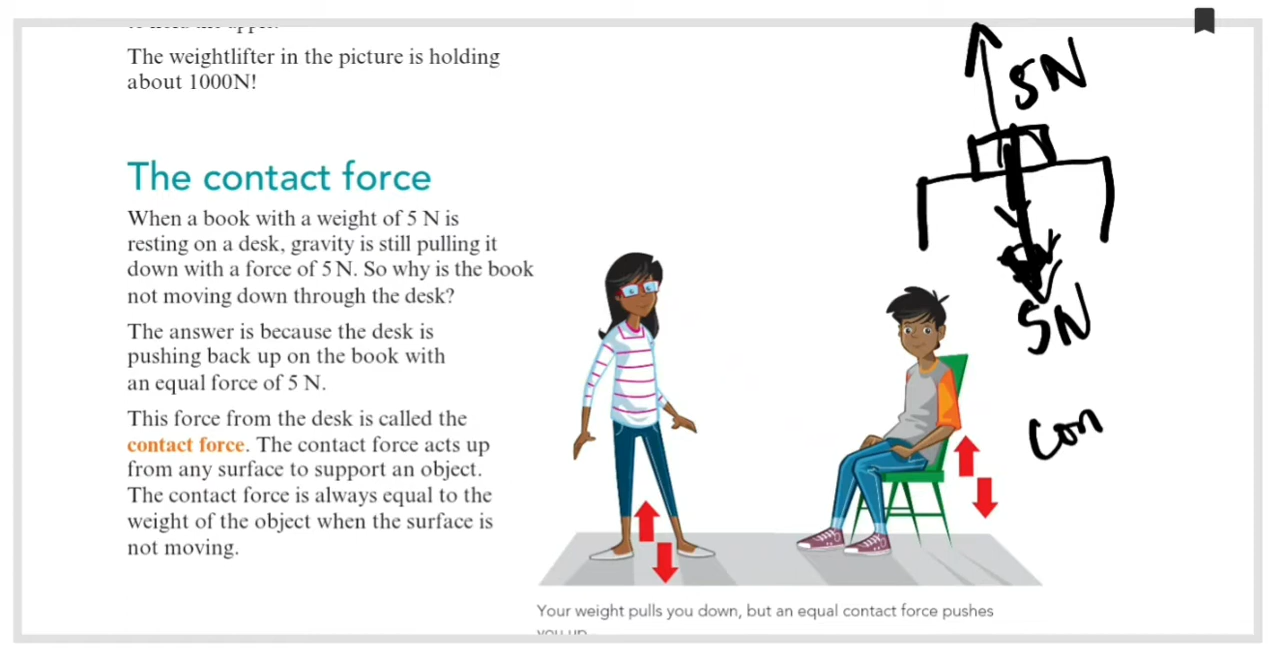 The weightlifter in the picture is holding
about 1000N!
The contact force
When a book with a weight of 5 N is
resting on a desk, gravity is still pulling it
down with a force of 5 N. So why is the book
not moving down through the desk?
The answer is because the desk is
pushing back up on the book with
an equal force of 5 N.
This force from the desk is called the
contact force. The contact force acts up
from any surface to support an object.
The contact force is always equal to the
weight of the object when the surface is
not moving.
5N
5N
con
Your weight pulls you down, but an equal contact force pushes